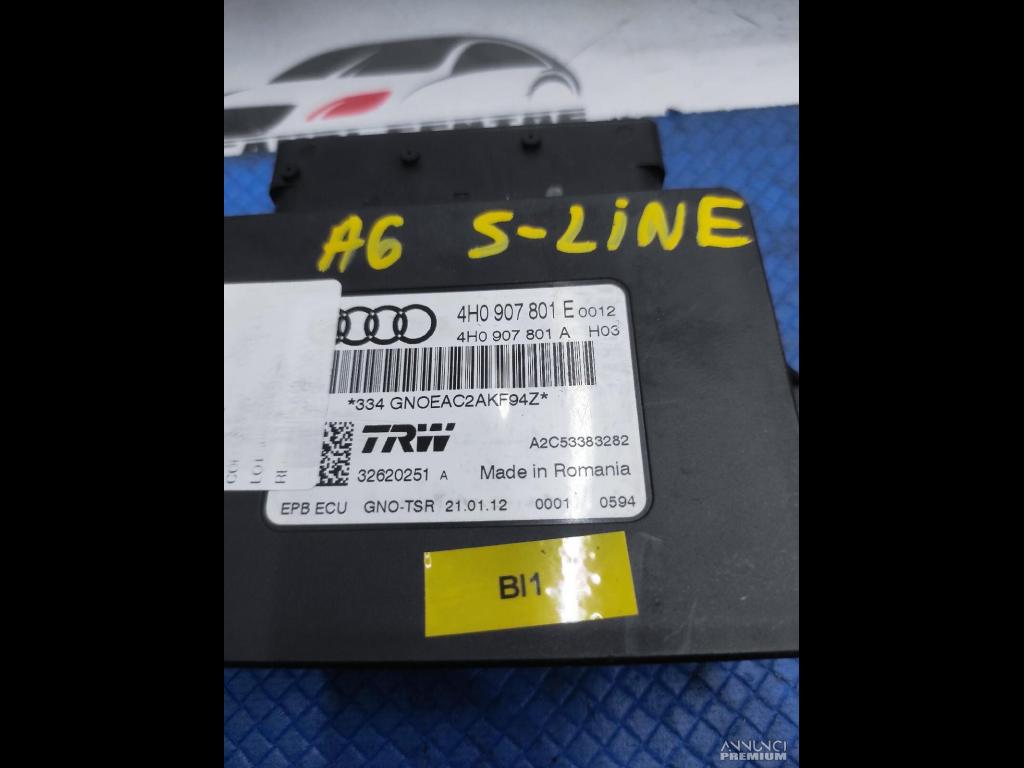 A6 S-LiNE
4H0 907 801 E 0012
4H0 907 801 A H03
*334 GNOEAC2AKF94Z*
TRW
A2C53383282
32620251 A Made in Romania
EPB ECU GNO-TSR 21.01.12 0001 0594
BI1
ANNUNCI
PREMIUM